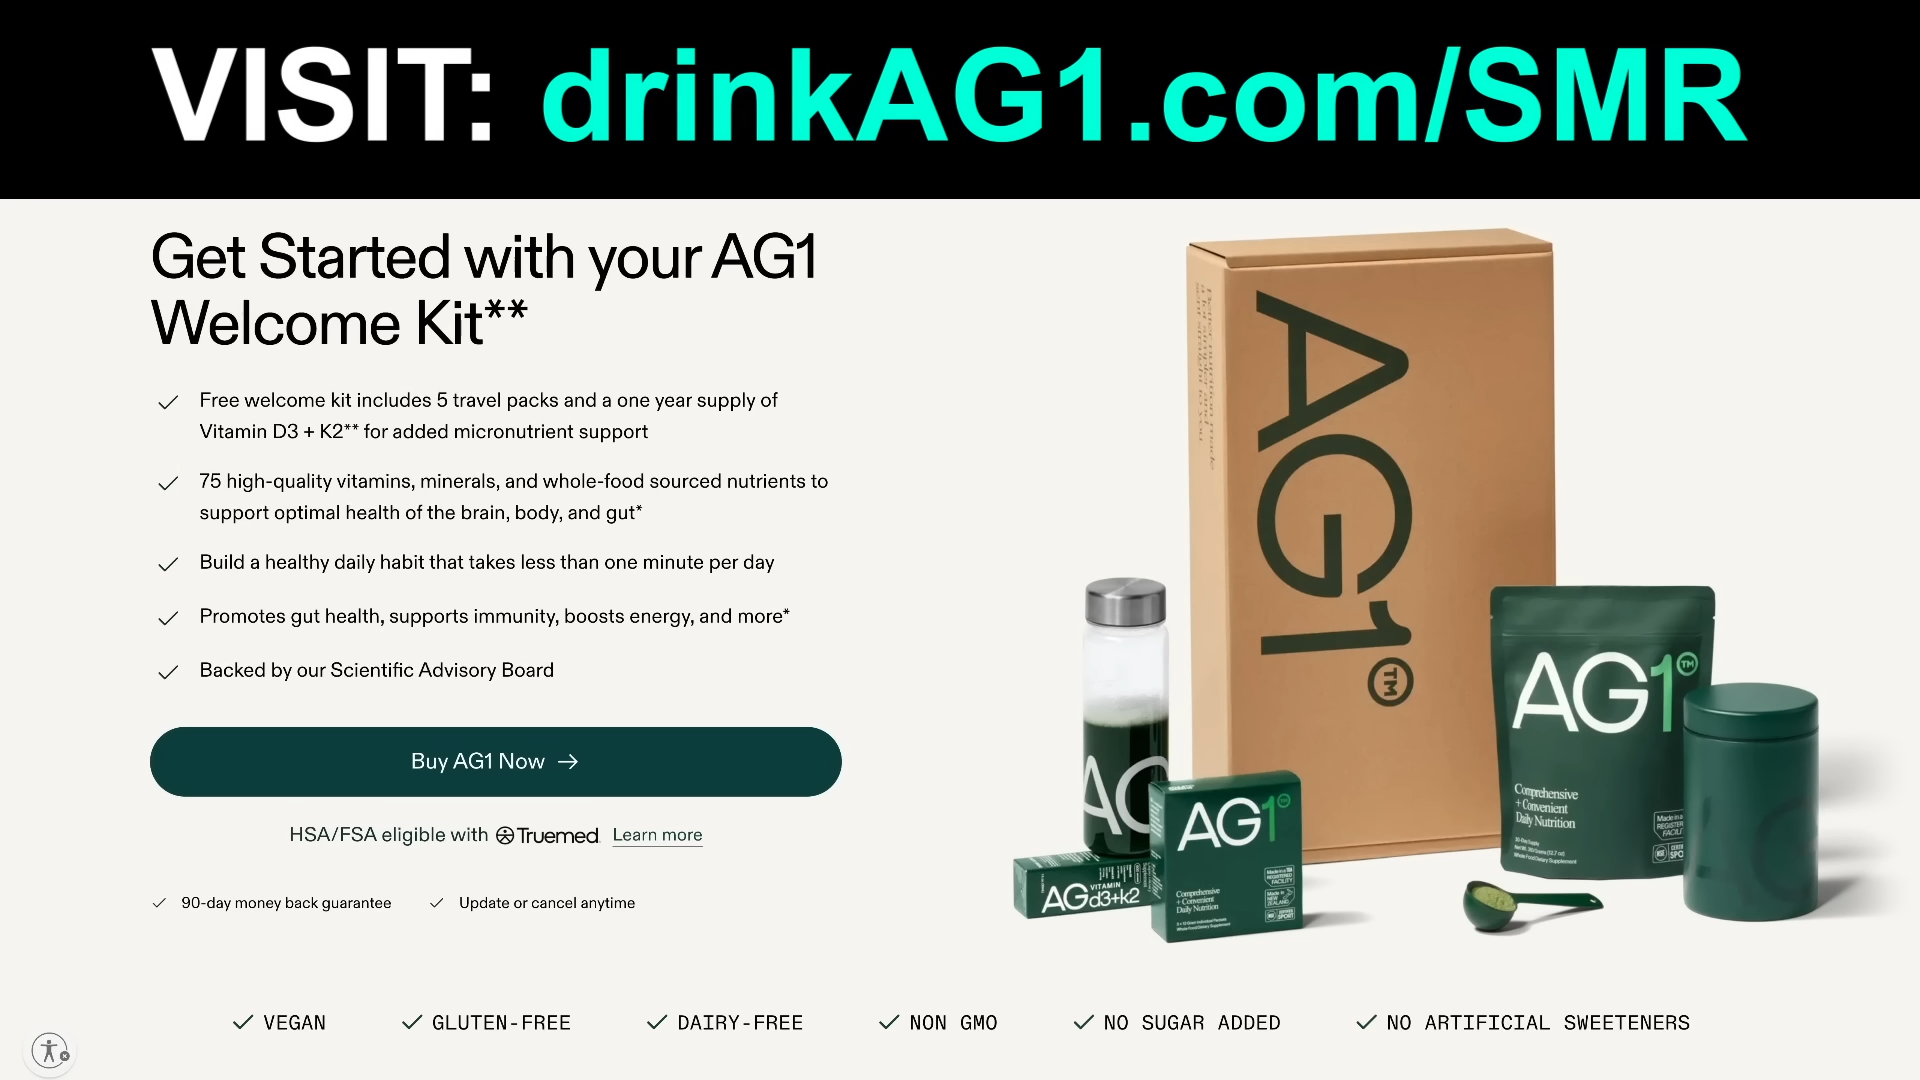 VISIT: drinkAG1.com/SMR
Get Started with your AG1
Welcome Kit**
Free welcome kit includes 5 travel packs and a one year supply of
Vitamin D3 + K2** for added micronutrient support
75 high-quality vitamins, minerals, and whole-food sourced nutrients to
support optimal health of the brain, body, and gut*
Build a healthy daily habit that takes less than one minute per day
Promotes gut health, supports immunity, boosts energy, and more*
Backed by our Scientific Advisory Board
Buy AG1 Now →
HSA/FSA eligible with Truemed Learn more
90-day money back guarantee
Update or cancel anytime
AG1™
AG
AG VITAMIN d3+k2
AG1™
Comprehensive
+ Convenient
Daily Nutrition
AG1™
Comprehensive
+ Convenient
Daily Nutrition
VEGAN
GLUTEN-FREE
DAIRY-FREE
NON GMO
NO SUGAR ADDED
NO ARTIFICIAL SWEETENERS